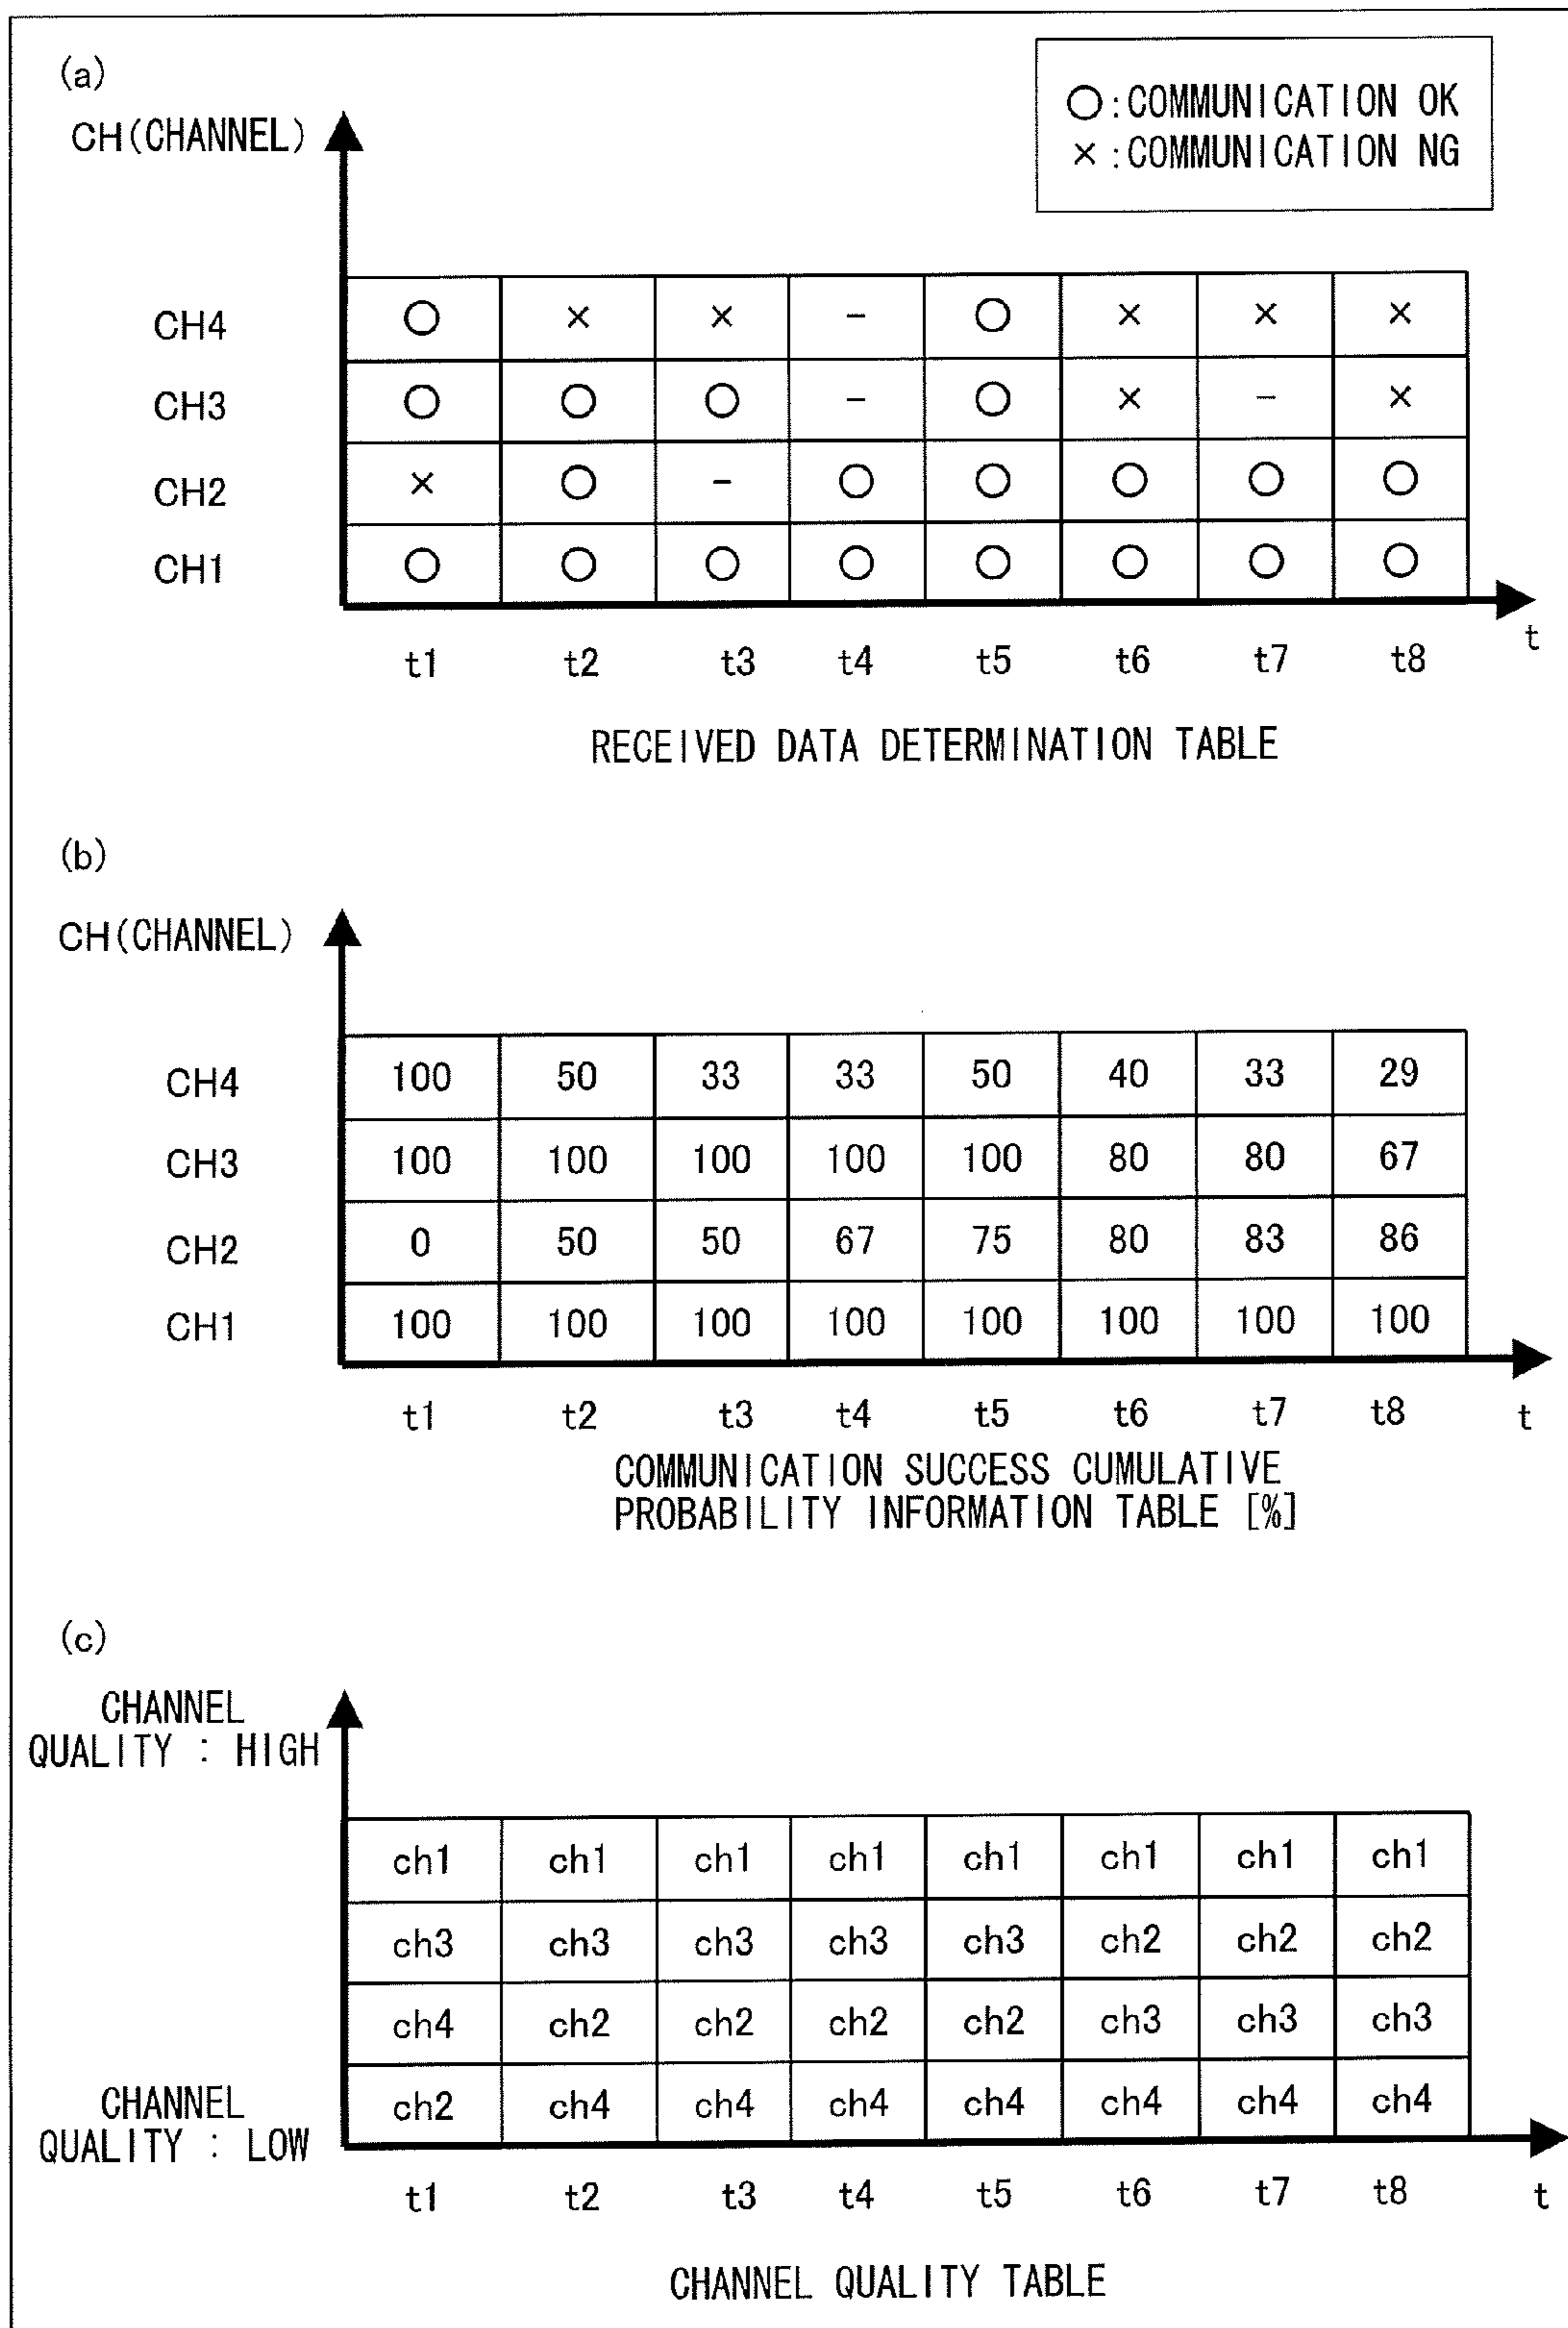 (a)
○:COMMUNICATION OK
×:COMMUNICATION NG
CH(CHANNEL)
CH4 ○ × × - ○ × × ×
CH3 ○ ○ ○ - ○ × - ×
CH2 × ○ - ○ ○ ○ ○ ○
CH1 ○ ○ ○ ○ ○ ○ ○ ○
t1 t2 t3 t4 t5 t6 t7 t8 t
RECEIVED DATA DETERMINATION TABLE
(b)
CH(CHANNEL)
CH4 100 50 33 33 50 40 33 29
CH3 100 100 100 100 100 80 80 67
CH2 0 50 50 67 75 80 83 86
CH1 100 100 100 100 100 100 100 100
t1 t2 t3 t4 t5 t6 t7 t8 t
COMMUNICATION SUCCESS CUMULATIVE
PROBABILITY INFORMATION TABLE [%]
(c)
CHANNEL
QUALITY : HIGH
ch1 ch1 ch1 ch1 ch1 ch1 ch1 ch1
ch3 ch3 ch3 ch3 ch3 ch2 ch2 ch2
ch4 ch2 ch2 ch2 ch2 ch3 ch3 ch3
ch2 ch4 ch4 ch4 ch4 ch4 ch4 ch4
CHANNEL
QUALITY : LOW
t1 t2 t3 t4 t5 t6 t7 t8 t
CHANNEL QUALITY TABLE